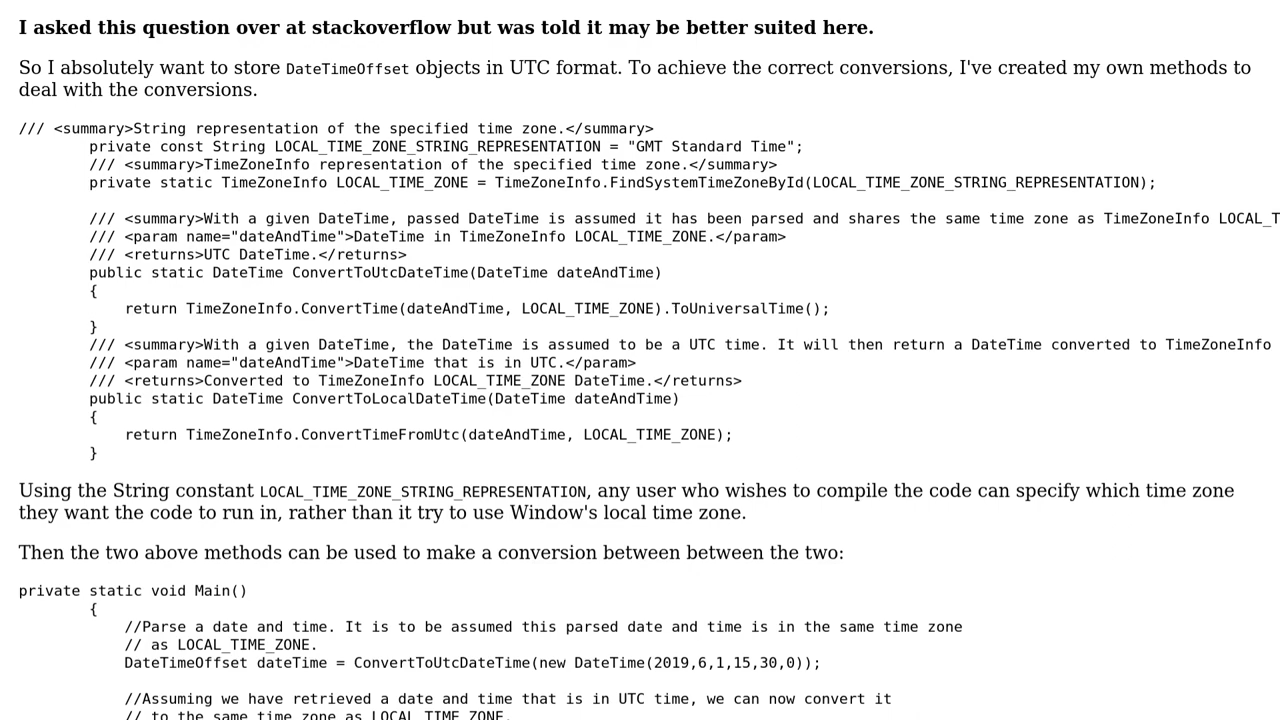 I asked this question over at stackoverflow but was told it may be better suited here.
So I absolutely want to store DateTimeOffset objects in UTC format. To achieve the correct conversions, I've created my own methods to
deal with the conversions.
/// <summary>String representation of the specified time zone.</summary>
private const String LOCAL_TIME_ZONE_STRING_REPRESENTATION = "GMT Standard Time";
/// <summary>TimeZoneInfo representation of the specified time zone.</summary>
private static TimeZoneInfo LOCAL_TIME_ZONE = TimeZoneInfo.FindSystemTimeZoneById(LOCAL_TIME_ZONE_STRING_REPRESENTATION);
/// <summary>With a given DateTime, passed DateTime is assumed it has been parsed and shares the same time zone as TimeZoneInfo LOCAL_T
/// <param name="dateAndTime">DateTime in TimeZoneInfo LOCAL_TIME_ZONE.</param>
/// <returns>UTC DateTime.</returns>
public static DateTime ConvertToUtcDateTime(DateTime dateAndTime)
{
return TimeZoneInfo.ConvertTime(dateAndTime, LOCAL_TIME_ZONE).ToUniversalTime();
}
/// <summary>With a given DateTime, the DateTime is assumed to be a UTC time. It will then return a DateTime converted to TimeZoneInfo
/// <param name="dateAndTime">DateTime that is in UTC.</param>
/// <returns>Converted to TimeZoneInfo LOCAL_TIME_ZONE DateTime.</returns>
public static DateTime ConvertToLocalDateTime(DateTime dateAndTime)
{
return TimeZoneInfo.ConvertTimeFromUtc(dateAndTime, LOCAL_TIME_ZONE);
}
Using the String constant LOCAL_TIME_ZONE_STRING_REPRESENTATION, any user who wishes to compile the code can specify which time zone
they want the code to run in, rather than it try to use Window's local time zone.
Then the two above methods can be used to make a conversion between between the two:
private static void Main()
{
//Parse a date and time. It is to be assumed this parsed date and time is in the same time zone
// as LOCAL_TIME_ZONE.
DateTimeOffset dateTime = ConvertToUtcDateTime(new DateTime(2019,6,1,15,30,0));
//Assuming we have retrieved a date and time that is in UTC time, we can now convert it
// to the same time zone as LOCAL_TIME_ZONE.